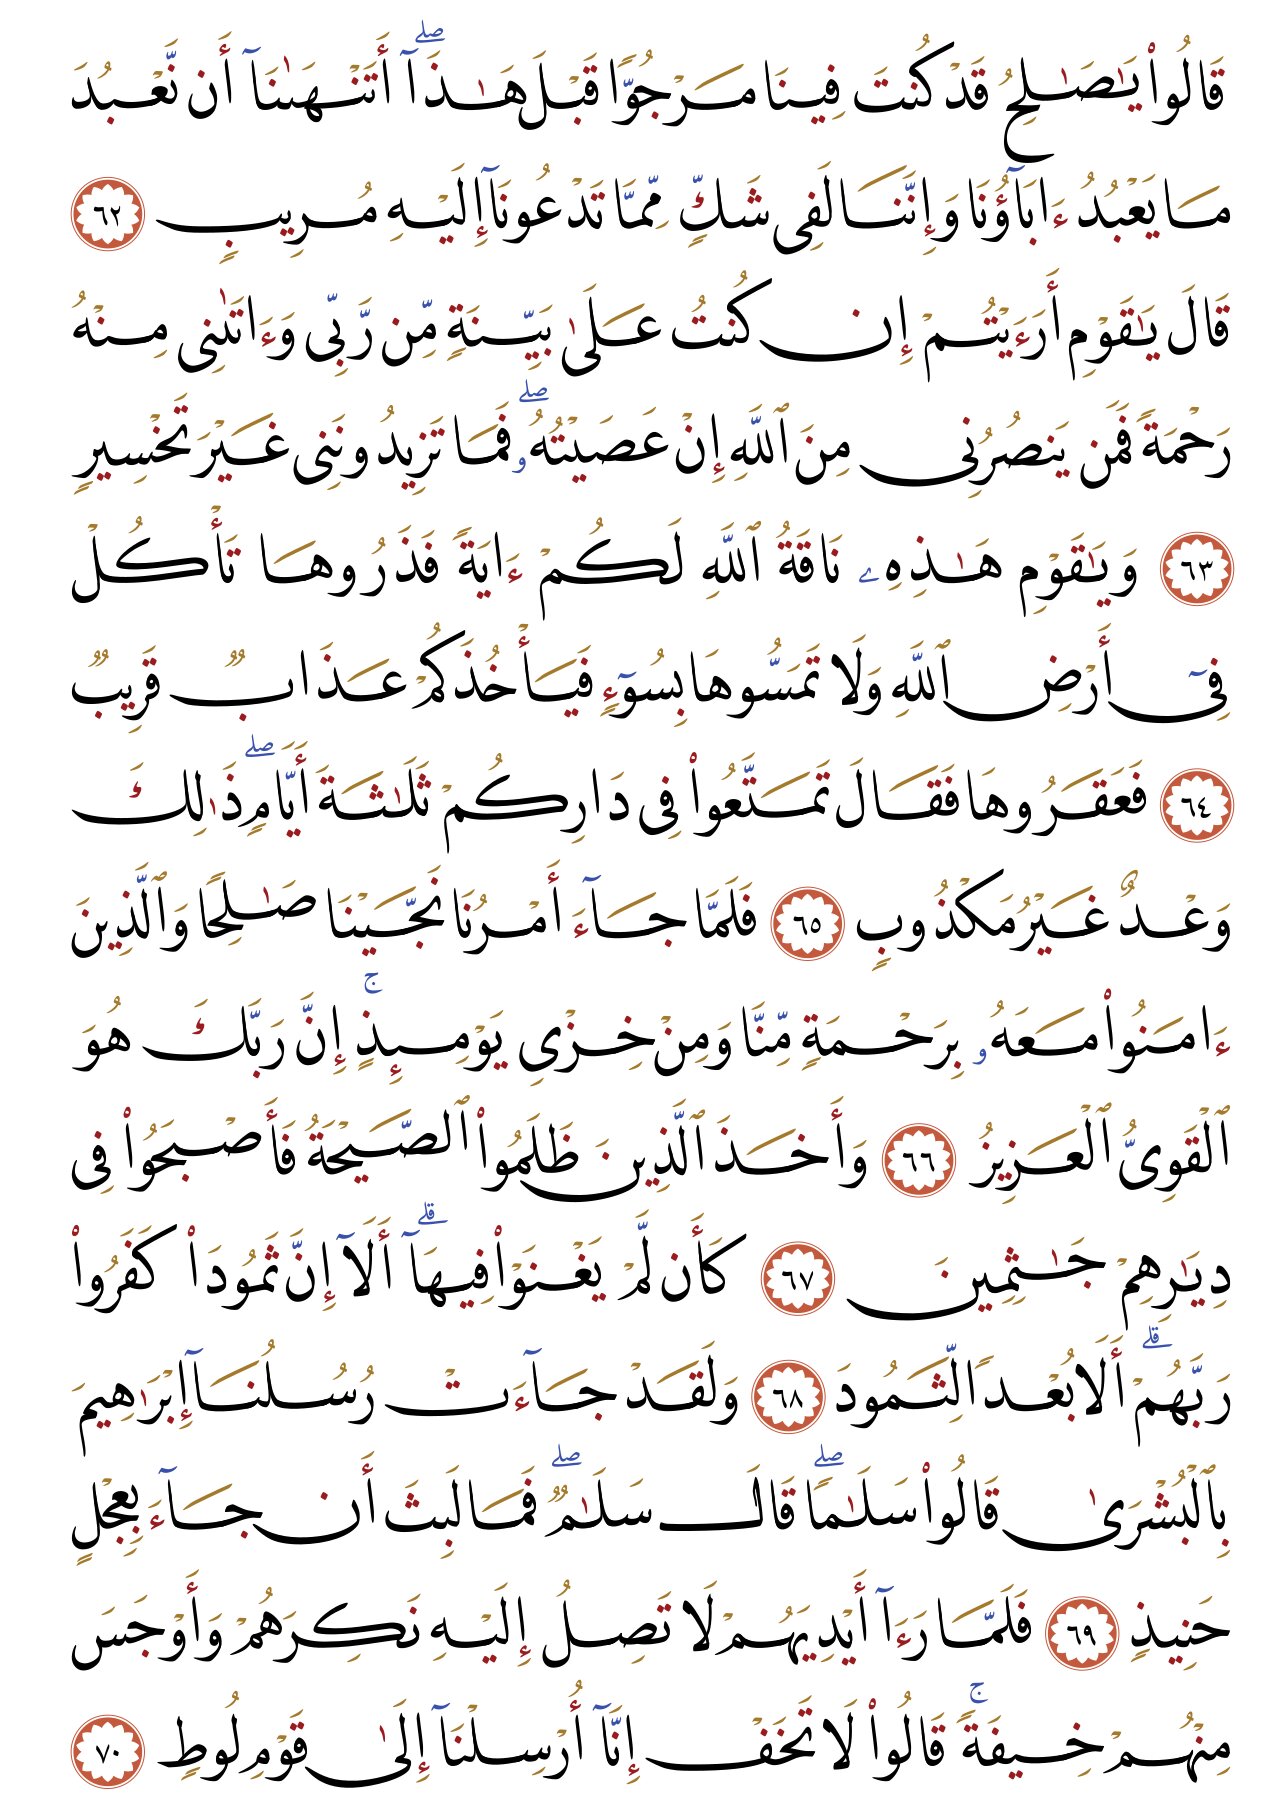 قَالُوا۟ يَـٰصَـٰلِحُ قَدْ كُنتَ فِينَا مَرْجُوًّا قَبْلَ هَـٰذَآ ۖ أَتَنْهَىٰنَآ أَن نَّعْبُدَ
مَا يَعْبُدُ ءَابَآؤُنَا وَإِنَّنَا لَفِى شَكٍّ مِّمَّا تَدْعُونَآ إِلَيْهِ مُرِيبٍ ٦٢
قَالَ يَـٰقَوْمِ أَرَءَيْتُمْ إِن كُنتُ عَلَىٰ بَيِّنَةٍ مِّن رَّبِّى وَءَاتَىٰنِى مِنْهُ
رَحْمَةً فَمَن يَنصُرُنِى مِنَ ٱللَّهِ إِنْ عَصَيْتُهُۥ ۖ فَمَا تَزِيدُونَنِى غَيْرَ تَخْسِيرٍ
٦٣ وَيَـٰقَوْمِ هَـٰذِهِۦ نَاقَةُ ٱللَّهِ لَكُمْ ءَايَةً فَذَرُوهَا تَأْكُلْ
فِىٓ أَرْضِ ٱللَّهِ وَلَا تَمَسُّوهَا بِسُوٓءٍ فَيَأْخُذَكُمْ عَذَابٌ قَرِيبٌ
٦٤ فَعَقَرُوهَا فَقَالَ تَمَتَّعُوا۟ فِى دَارِكُمْ ثَلَـٰثَةَ أَيَّامٍ ۖ ذَٰلِكَ
وَعْدٌ غَيْرُ مَكْذُوبٍ ٦٥ فَلَمَّا جَآءَ أَمْرُنَا نَجَّيْنَا صَـٰلِحًا وَٱلَّذِينَ
ءَامَنُوا۟ مَعَهُۥ بِرَحْمَةٍ مِّنَّا وَمِنْ خِزْىِ يَوْمِئِذٍ ۚ إِنَّ رَبَّكَ هُوَ
ٱلْقَوِىُّ ٱلْعَزِيزُ ٦٦ وَأَخَذَ ٱلَّذِينَ ظَلَمُوا۟ ٱلصَّيْحَةُ فَأَصْبَحُوا۟ فِى
دِيَـٰرِهِمْ جَـٰثِمِينَ ٦٧ كَأَن لَّمْ يَغْنَوْا۟ فِيهَآ ۗ أَلَآ إِنَّ ثَمُودَا۟ كَفَرُوا۟
رَبَّهُمْ ۗ أَلَا بُعْدًا لِّثَمُودَ ٦٨ وَلَقَدْ جَآءَتْ رُسُلُنَآ إِبْرَٰهِيمَ
بِٱلْبُشْرَىٰ قَالُوا۟ سَلَـٰمًا ۖ قَالَ سَلَـٰمٌ ۖ فَمَا لَبِثَ أَن جَآءَ بِعِجْلٍ
حَنِيذٍ ٦٩ فَلَمَّا رَءَآ أَيْدِيَهُمْ لَا تَصِلُ إِلَيْهِ نَكِرَهُمْ وَأَوْجَسَ
مِنْهُمْ خِيفَةً ۚ قَالُوا۟ لَا تَخَفْ إِنَّآ أُرْسِلْنَآ إِلَىٰ قَوْمِ لُوطٍ ٧٠